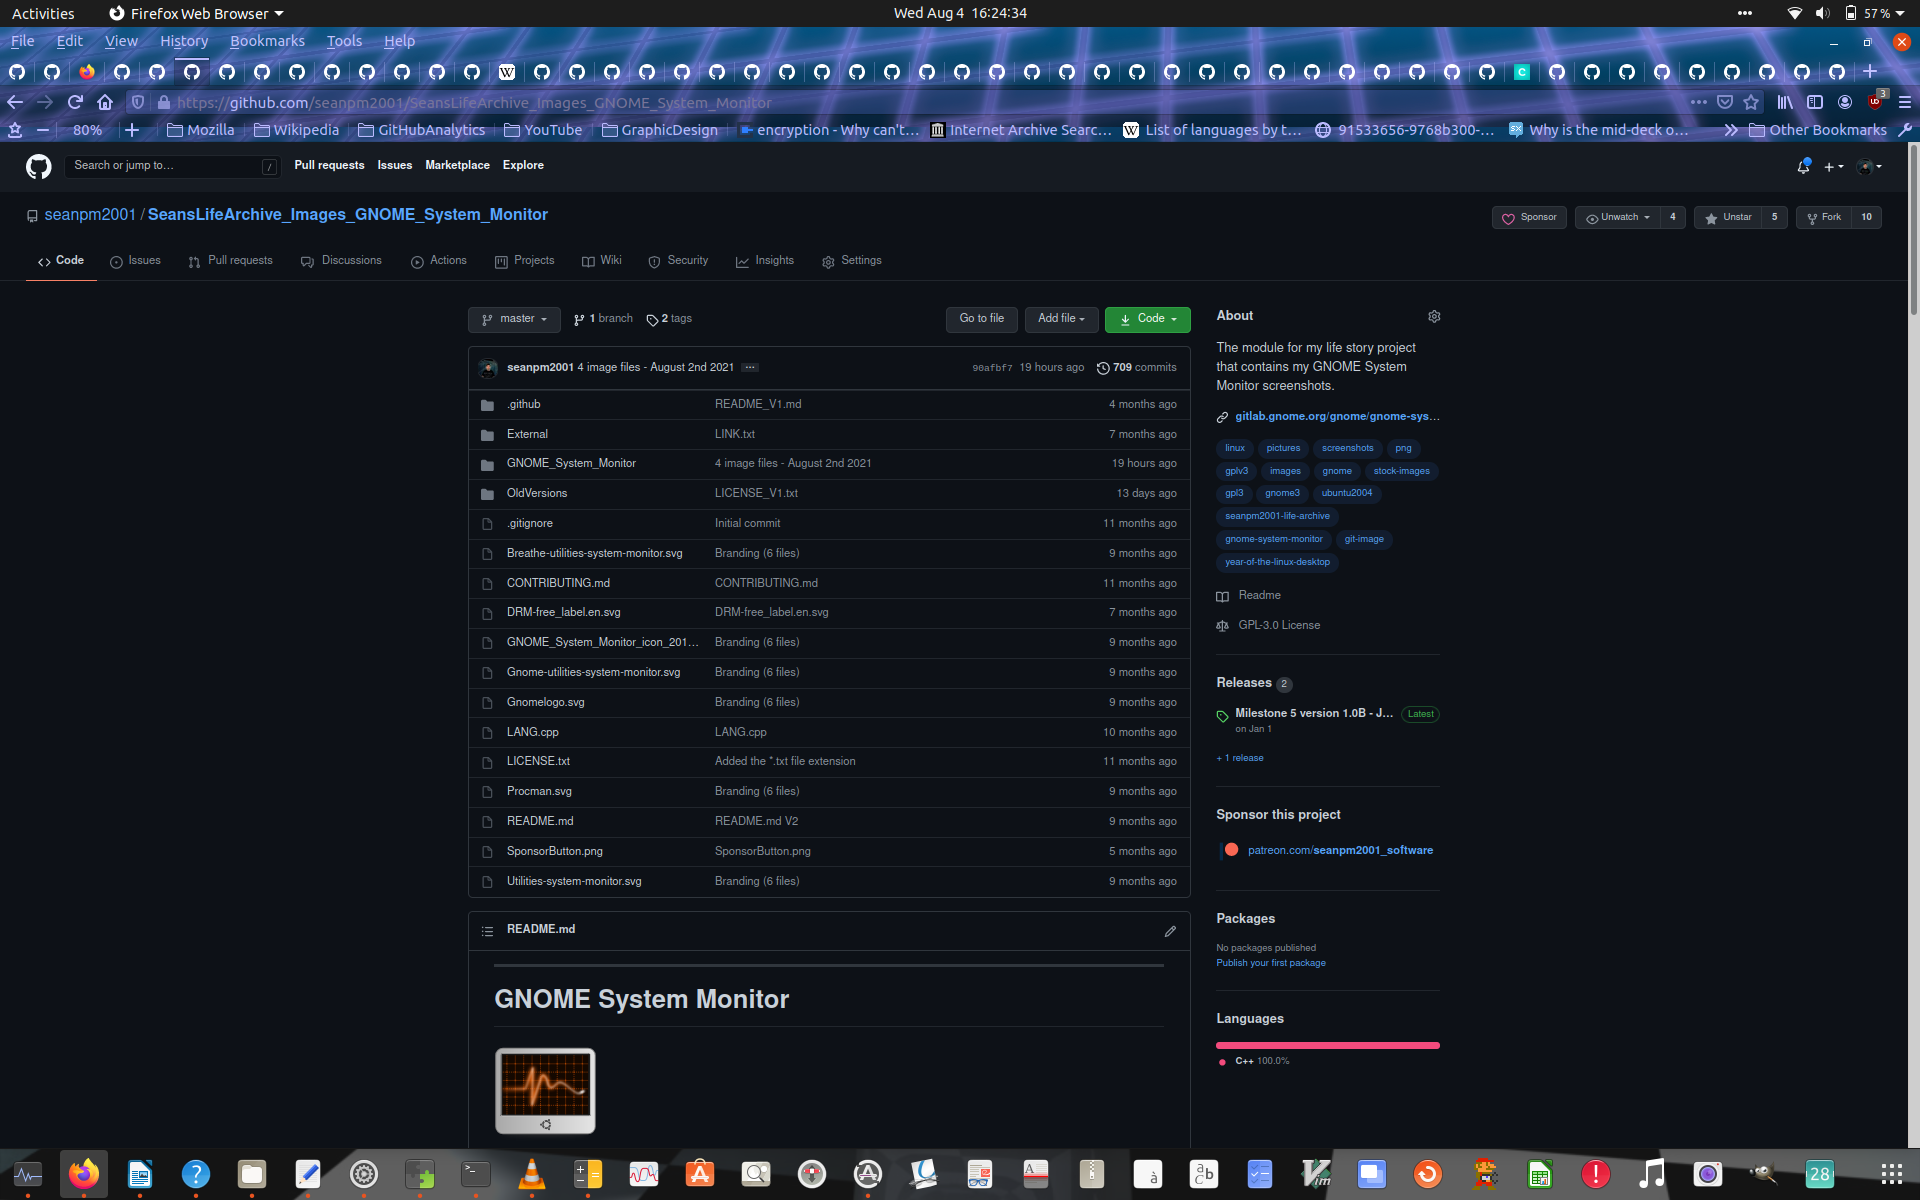 Activities Firefox Web Browser Wed Aug 4 16:24:34 57 %
File Edit View History Bookmarks Tools Help
https://github.com/seanpm2001/SeansLifeArchive_Images_GNOME_System_Monitor 3
80% Mozilla Wikipedia GitHubAnalytics YouTube GraphicDesign encryption - Why can't... Internet Archive Searc... List of languages by t... 91533656-9768b300-... Why is the mid-deck o... Other Bookmarks
Search or jump to... / Pull requests Issues Marketplace Explore
seanpm2001 / SeansLifeArchive_Images_GNOME_System_Monitor Sponsor Unwatch 4 Unstar 5 Fork 10
Code Issues Pull requests Discussions Actions Projects Wiki Security Insights Settings
master 1 branch 2 tags Go to file Add file Code
seanpm2001 4 image files - August 2nd 2021 ... 90afbf7 19 hours ago 709 commits
.github README_V1.md 4 months ago
External LINK.txt 7 months ago
GNOME_System_Monitor 4 image files - August 2nd 2021 19 hours ago
OldVersions LICENSE_V1.txt 13 days ago
.gitignore Initial commit 11 months ago
Breathe-utilities-system-monitor.svg Branding (6 files) 9 months ago
CONTRIBUTING.md CONTRIBUTING.md 11 months ago
DRM-free_label.en.svg DRM-free_label.en.svg 7 months ago
GNOME_System_Monitor_icon_201... Branding (6 files) 9 months ago
Gnome-utilities-system-monitor.svg Branding (6 files) 9 months ago
Gnomelogo.svg Branding (6 files) 9 months ago
LANG.cpp LANG.cpp 10 months ago
LICENSE.txt Added the *.txt file extension 11 months ago
Procman.svg Branding (6 files) 9 months ago
README.md README.md V2 9 months ago
SponsorButton.png SponsorButton.png 5 months ago
Utilities-system-monitor.svg Branding (6 files) 9 months ago
README.md
GNOME System Monitor
About
The module for my life story project
that contains my GNOME System
Monitor screenshots.
gitlab.gnome.org/gnome/gnome-sys...
linux pictures screenshots png
gplv3 images gnome stock-images
gpl3 gnome3 ubuntu2004
seanpm2001-life-archive
gnome-system-monitor git-image
year-of-the-linux-desktop
Readme
GPL-3.0 License
Releases 2
Milestone 5 version 1.0B - J... Latest
on Jan 1
+ 1 release
Sponsor this project
patreon.com/seanpm2001_software
Packages
No packages published
Publish your first package
Languages
C++ 100.0%
28